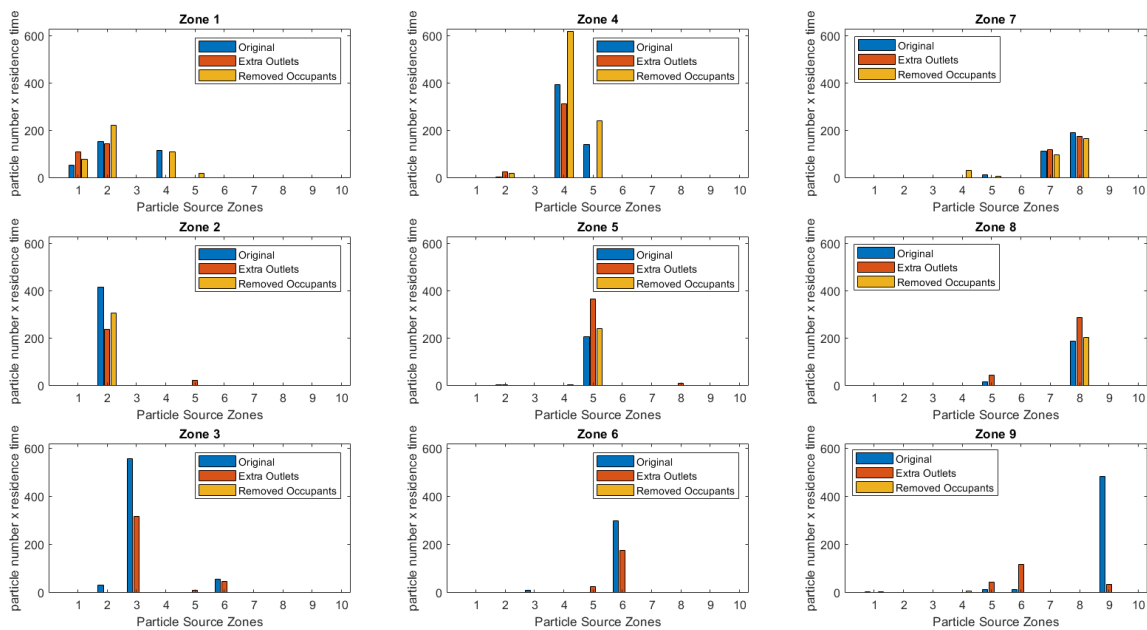 Zone 1
particle number x residence time
600
400
200
0
Original
Extra Outlets
Removed Occupants
1 2 3 4 5 6 7 8 9 10
Particle Source Zones
Zone 4
particle number x residence time
600
400
200
0
Original
Extra Outlets
Removed Occupants
1 2 3 4 5 6 7 8 9 10
Particle Source Zones
Zone 7
particle number x residence time
600
400
200
0
Original
Extra Outlets
Removed Occupants
1 2 3 4 5 6 7 8 9 10
Particle Source Zones
Zone 2
particle number x residence time
600
400
200
0
Original
Extra Outlets
Removed Occupants
1 2 3 4 5 6 7 8 9 10
Particle Source Zones
Zone 5
particle number x residence time
600
400
200
0
Original
Extra Outlets
Removed Occupants
1 2 3 4 5 6 7 8 9 10
Particle Source Zones
Zone 8
particle number x residence time
600
400
200
0
Original
Extra Outlets
Removed Occupants
1 2 3 4 5 6 7 8 9 10
Particle Source Zones
Zone 3
particle number x residence time
600
400
200
0
Original
Extra Outlets
Removed Occupants
1 2 3 4 5 6 7 8 9 10
Particle Source Zones
Zone 6
particle number x residence time
600
400
200
0
Original
Extra Outlets
Removed Occupants
1 2 3 4 5 6 7 8 9 10
Particle Source Zones
Zone 9
particle number x residence time
600
400
200
0
Original
Extra Outlets
Removed Occupants
1 2 3 4 5 6 7 8 9 10
Particle Source Zones